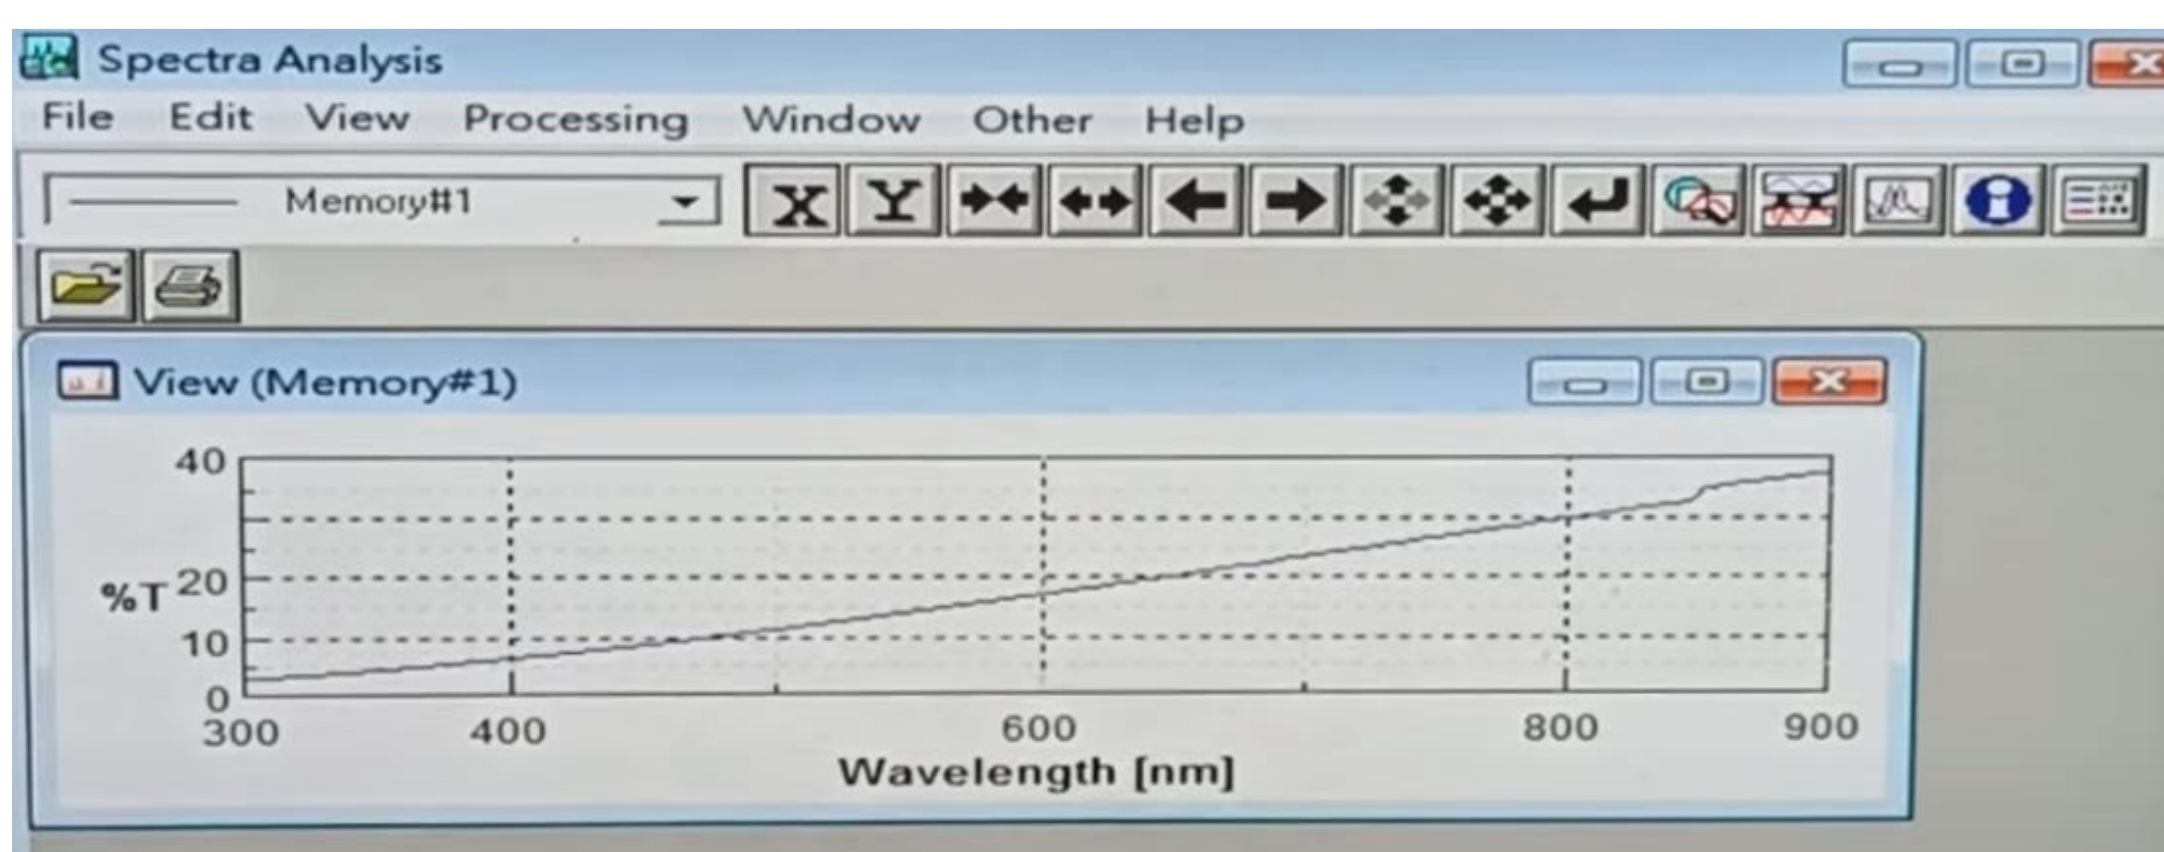 Spectra Analysis
File Edit View Processing Window Other Help
Memory#1 X Y
View (Memory#1)
40
%T 20
10
0
300 400 600 800 900
Wavelength [nm]